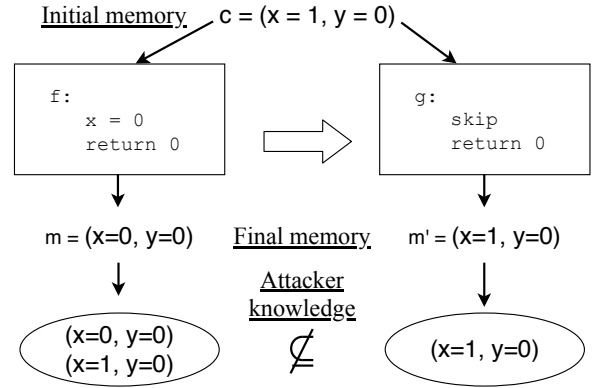 Initial memory c = (x = 1, y = 0)
f:
x = 0
return 0
g:
skip
return 0
m = (x=0, y=0) Final memory m' = (x=1, y=0)
Attacker
knowledge
(x=0, y=0)
(x=1, y=0)
⊈
(x=1, y=0)